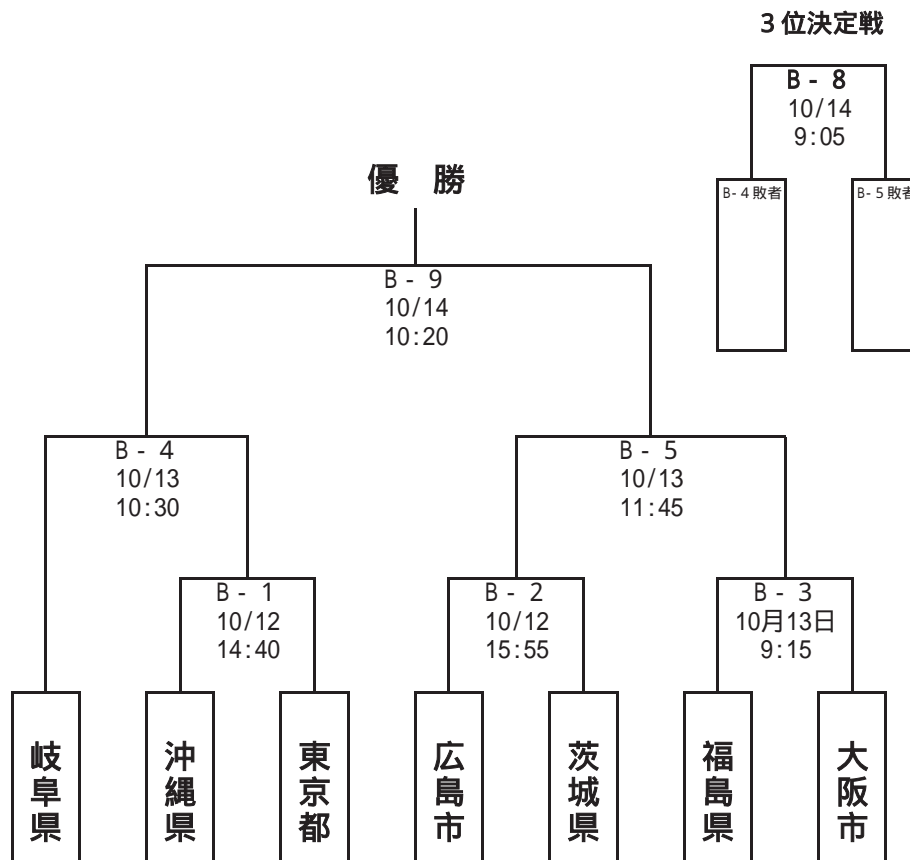 3位決定戦
B - 8
10/14
9:05
B-4敗者
B-5敗者
優 勝
B - 9
10/14
10:20
B - 4
10/13
10:30
B - 5
10/13
11:45
B - 1
10/12
14:40
B - 2
10/12
15:55
B - 3
10月13日
9:15
岐阜県
沖縄県
東京都
広島市
茨城県
福島県
大阪市